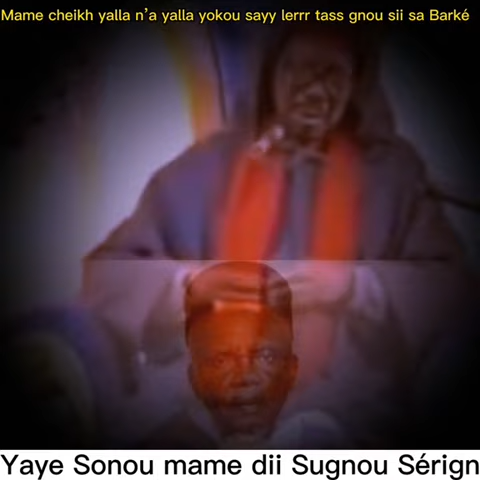 Mame cheikh yalla n'a yalla yokou sayy lerrr tass gnou sii sa Barké
Yaye Sonou mame dii Sugnou Sérign